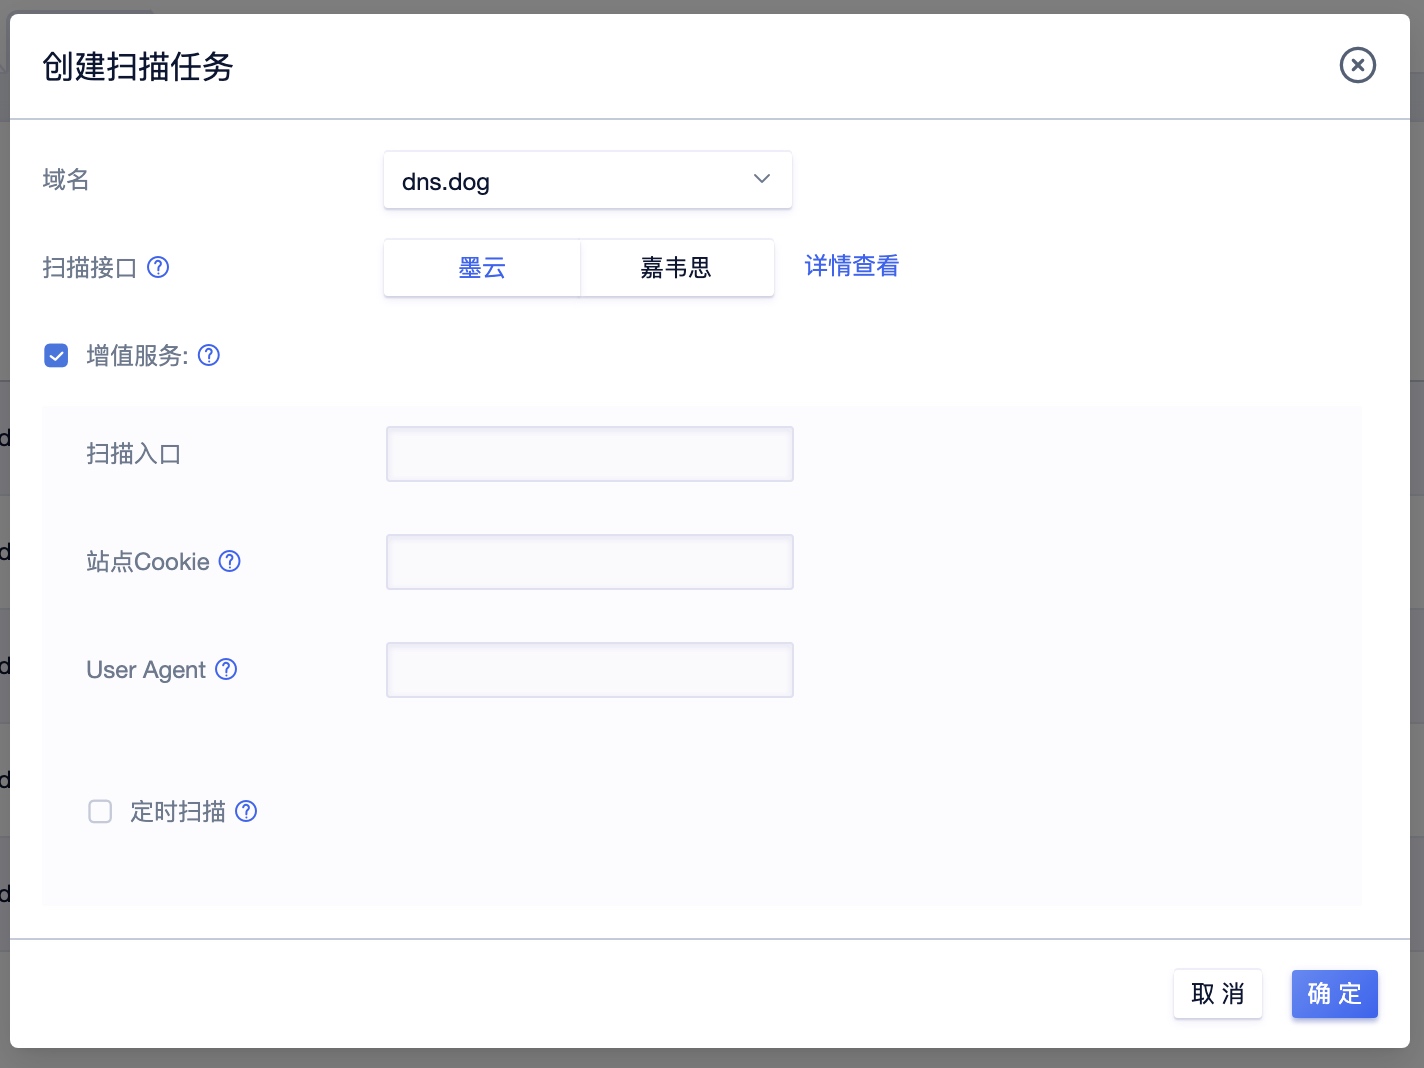 创建扫描任务
域名
dns.dog
扫描接口
墨云
嘉韦思
详情查看
增值服务:
扫描入口
站点Cookie
User Agent
定时扫描
取 消
确 定